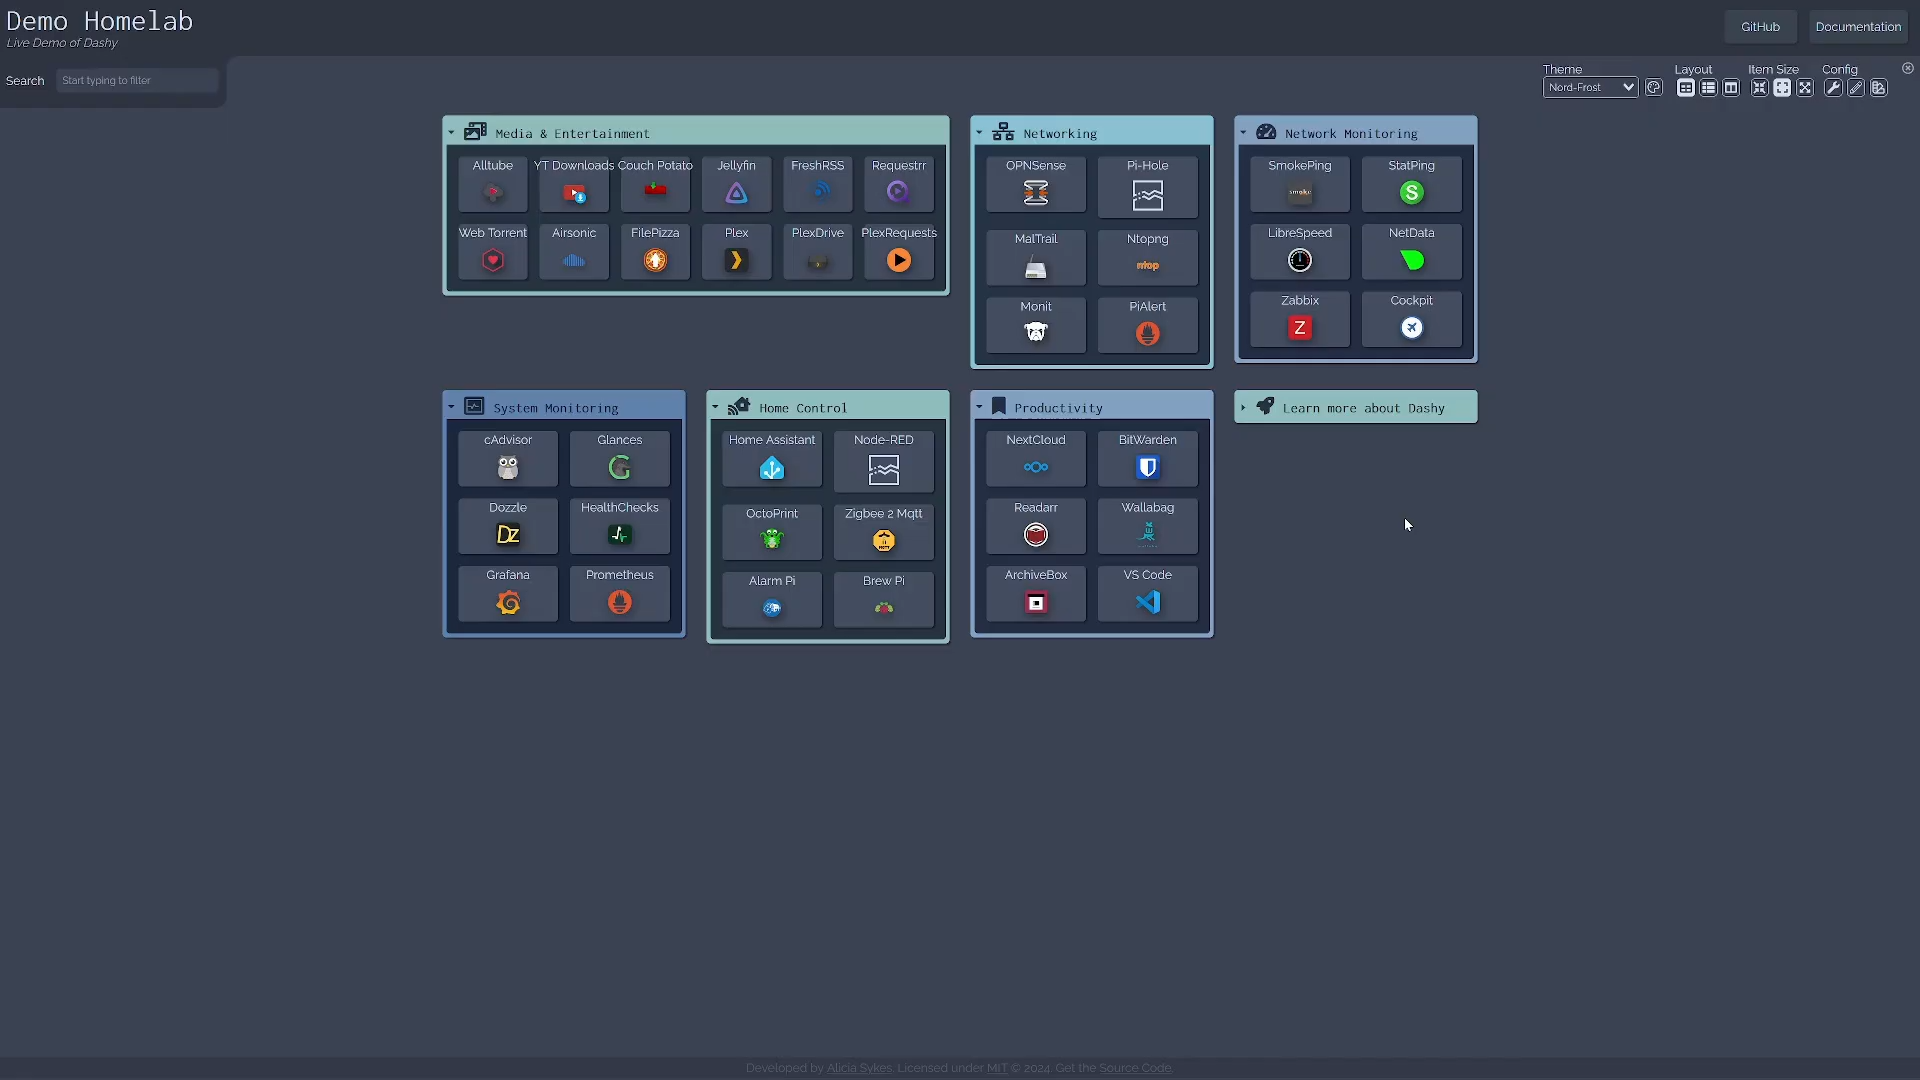 Demo Homelab
Live Demo of Dashy
GitHub
Documentation
Search
Start typing to filter
Theme
Layout
Item Size
Config
Nord-Frost
Media & Entertainment
Alltube
YT Downloads
Couch Potato
Jellyfin
FreshRSS
Requestrr
Web Torrent
Airsonic
FilePizza
Plex
PlexDrive
PlexRequests
Networking
OPNSense
Pi-Hole
MalTrail
Ntopng
ntop
Monit
PiAlert
Network Monitoring
SmokePing
smoke
StatPing
S
LibreSpeed
NetData
Zabbix
Z
Cockpit
System Monitoring
cAdvisor
Glances
Dozzle
DZ
HealthChecks
Grafana
Prometheus
Home Control
Home Assistant
Node-RED
OctoPrint
Zigbee 2 Mqtt
Alarm Pi
Brew Pi
Productivity
NextCloud
BitWarden
Readarr
Wallabag
ArchiveBox
VS Code
Learn more about Dashy
Developed by Alicia Sykes. Licensed under MIT © 2024. Get the Source Code.